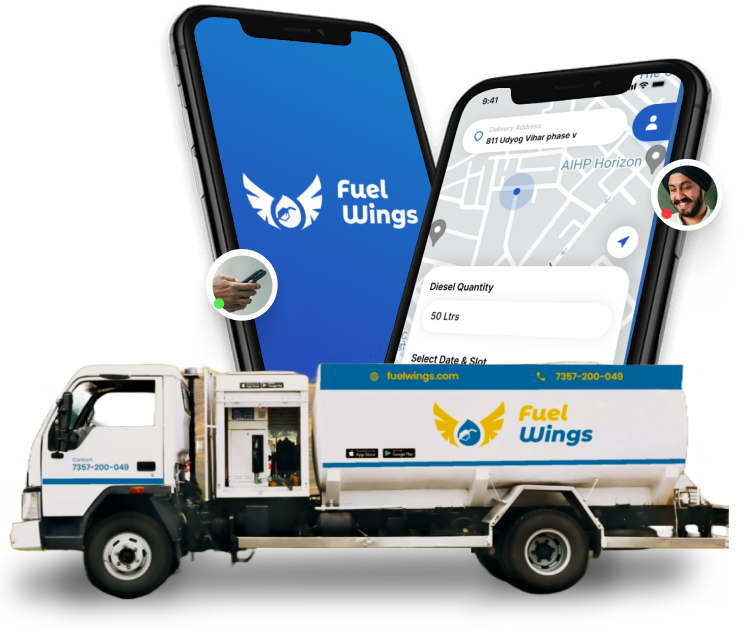 Fuel
Wings
9:41
Delivery Address
811 Udyog Vihar phase v
AIHP Horizon
Diesel Quantity
50 Ltrs
Select Date & Slot
fuelwings.com
7357-200-049
Fuel
Wings
App Store
Google Play
Contact:
7357-200-049